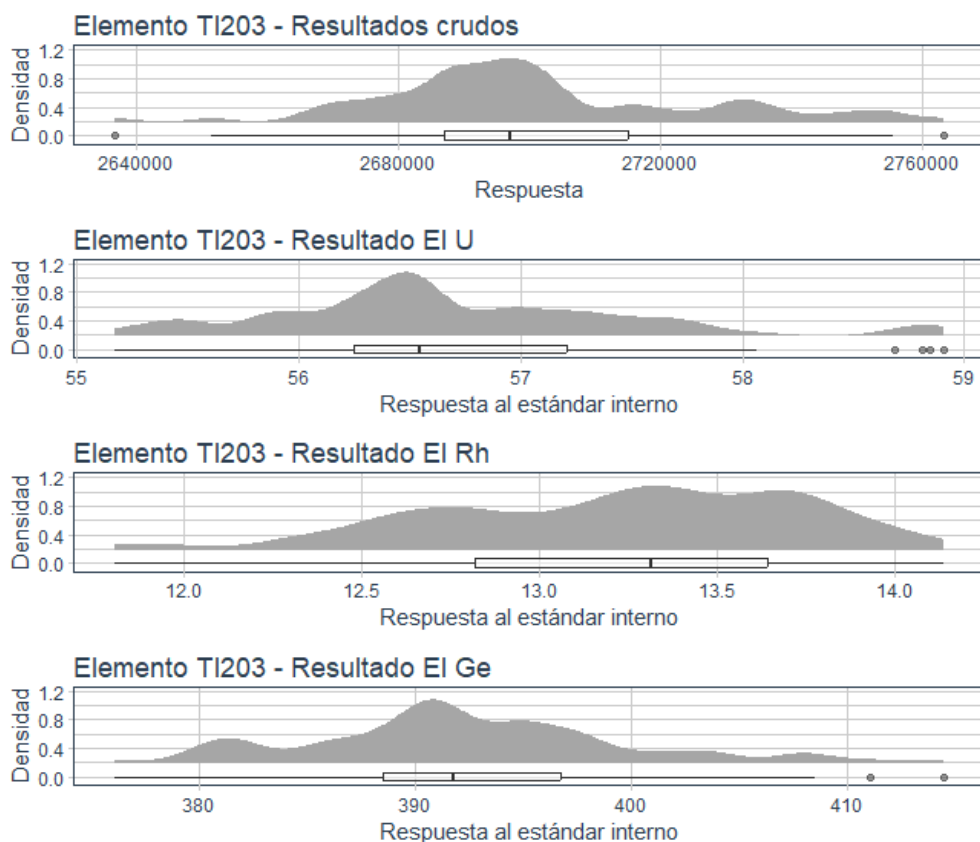 Elemento Tl203 - Resultados crudos
Densidad
1.2
0.8
0.4
0.0
2640000 2680000 2720000 2760000
Respuesta
Elemento Tl203 - Resultado EI U
Densidad
1.2
0.8
0.4
0.0
55 56 57 58 59
Respuesta al estándar interno
Elemento Tl203 - Resultado EI Rh
Densidad
1.2
0.8
0.4
0.0
12.0 12.5 13.0 13.5 14.0
Respuesta al estándar interno
Elemento Tl203 - Resultado EI Ge
Densidad
1.2
0.8
0.4
0.0
380 390 400 410
Respuesta al estándar interno